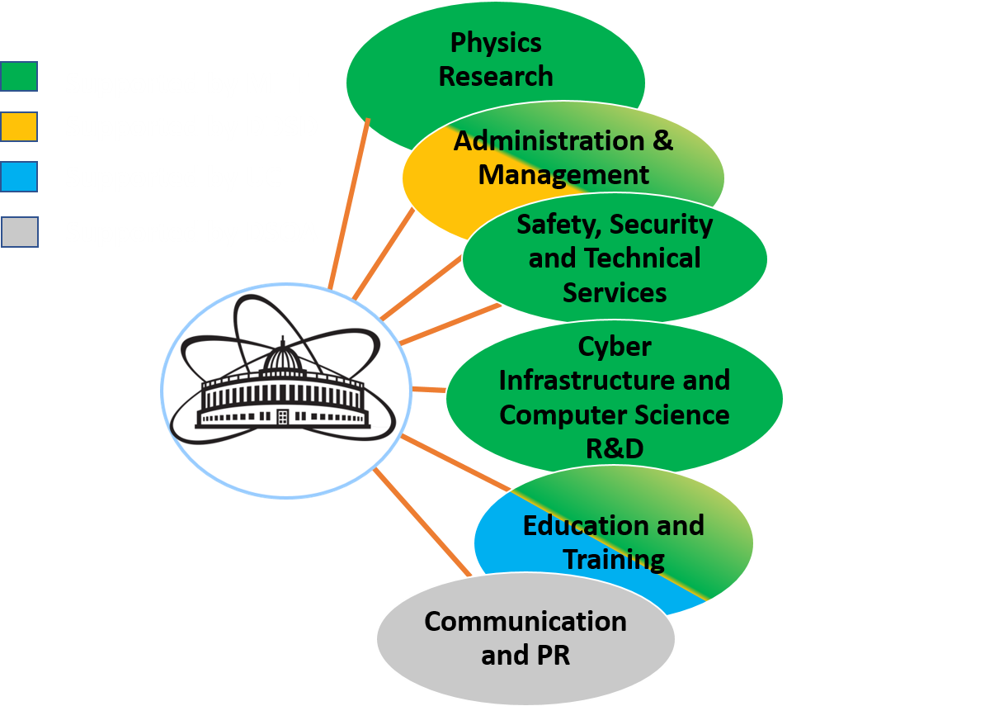 Physics
Research
Administration &
Management
Safety, Security
and Technical
Services
Cyber
Infrastructure and
Computer Science
R&D
Education and
Training
Communication
and PR